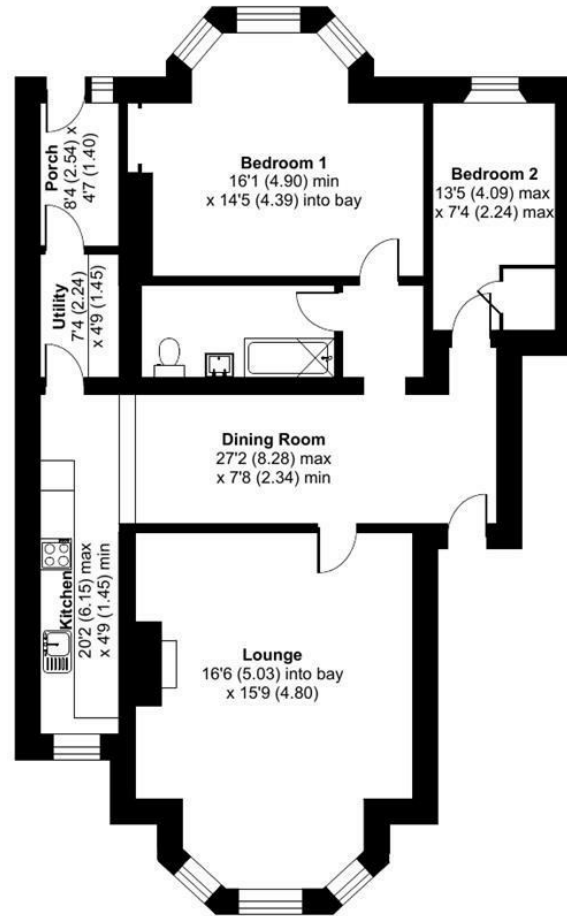 Porch
8'4 (2.54) x
4'7 (1.40)
Bedroom 1
16'1 (4.90) min
x 14'5 (4.39) into bay
Bedroom 2
13'5 (4.09) max
x 7'4 (2.24) max
Utility
7'4 (2.24)
x 4'9 (1.45)
Dining Room
27'2 (8.28) max
x 7'8 (2.34) min
Kitchen
20'2 (6.15) max
x 4'9 (1.45) min
Lounge
16'6 (5.03) into bay
x 15'9 (4.80)